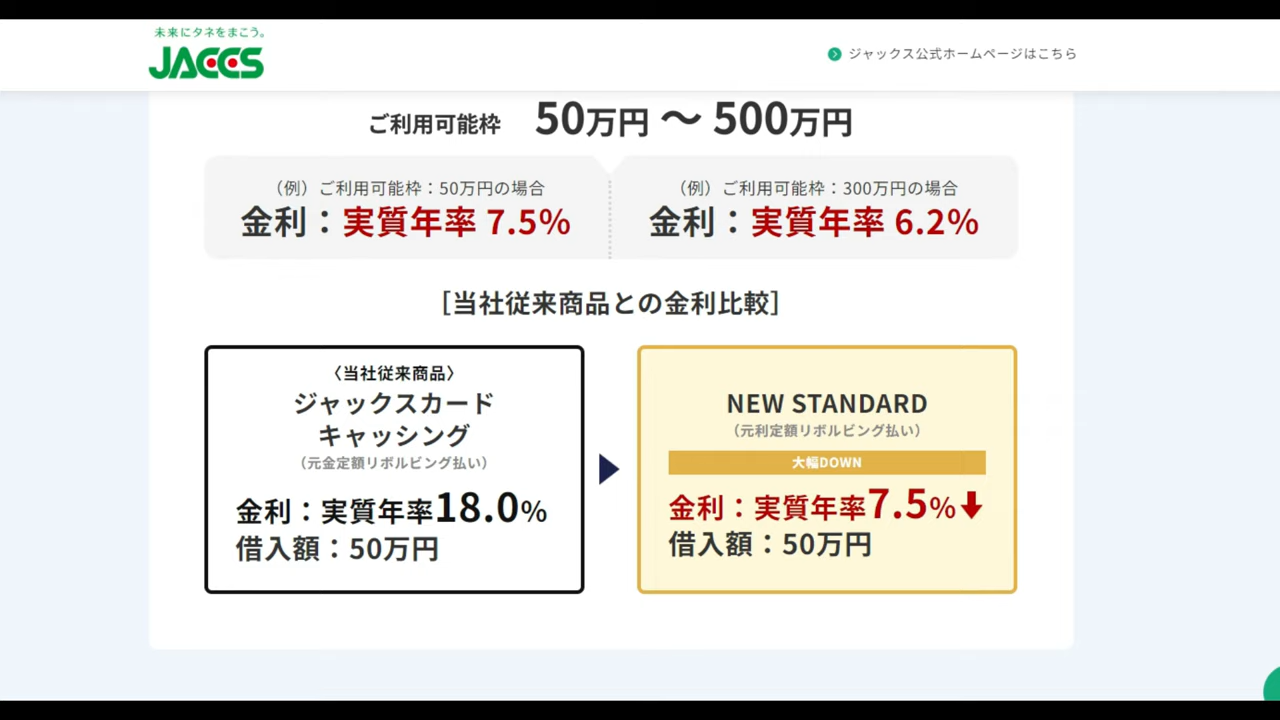 未来にタネをまこう。
JACCS
ジャックス公式ホームページはこちら
ご利用可能枠 50万円 〜 500万円
（例）ご利用可能枠：50万円の場合
金利：実質年率 7.5%
（例）ご利用可能枠：300万円の場合
金利：実質年率 6.2%
［当社従来商品との金利比較］
〈当社従来商品〉
ジャックスカード
キャッシング
（元金定額リボルビング払い）
金利：実質年率18.0%
借入額：50万円
NEW STANDARD
（元利定額リボルビング払い）
大幅DOWN
金利：実質年率7.5%
借入額：50万円